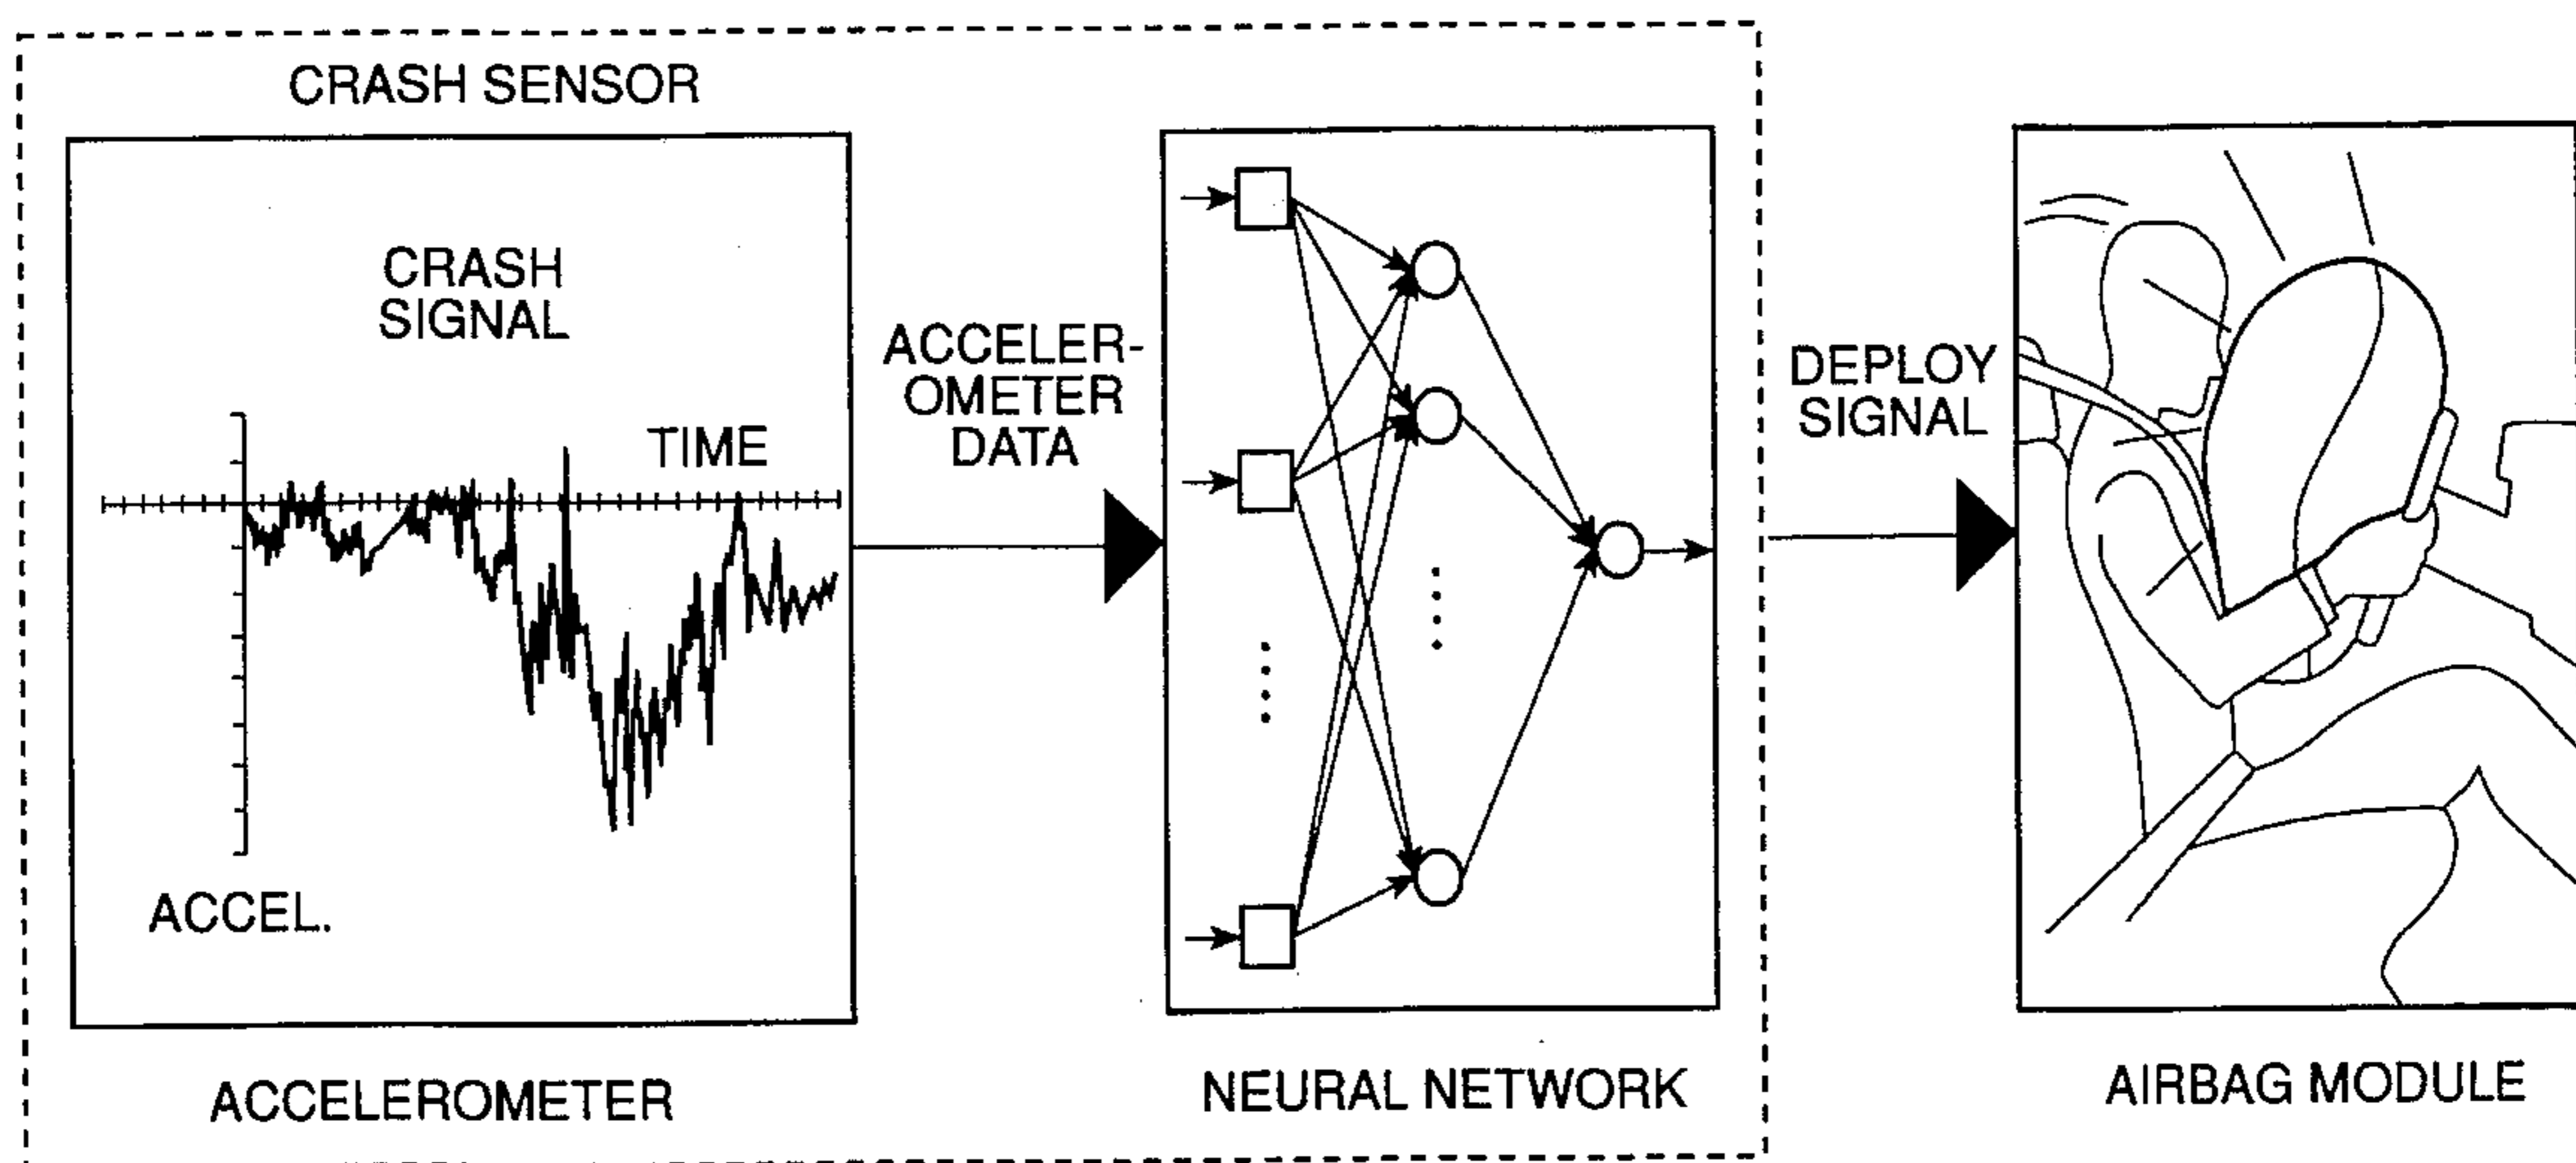 CRASH SENSOR
CRASH
SIGNAL
TIME
ACCEL.
ACCELEROMETER
ACCELER-
OMETER
DATA
NEURAL NETWORK
DEPLOY
SIGNAL
AIRBAG MODULE